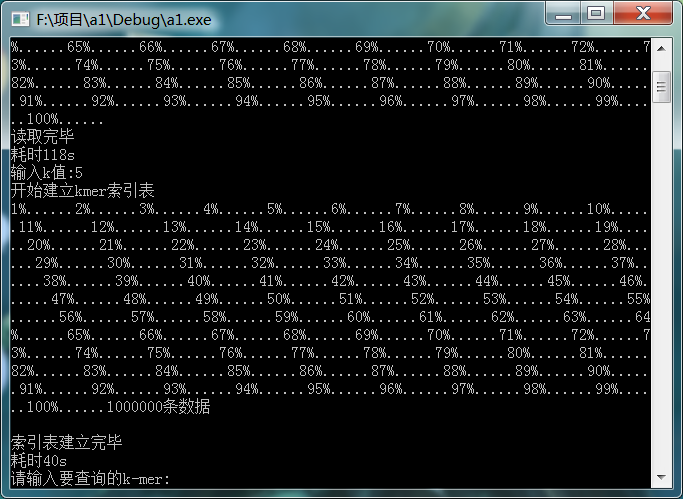 F:\项目\a1\Debug\a1.exe
%......65%......66%......67%......68%......69%......70%......71%......72%......7
3%......74%......75%......76%......77%......78%......79%......80%......81%......
82%......83%......84%......85%......86%......87%......88%......89%......90%.....
.91%......92%......93%......94%......95%......96%......97%......98%......99%....
..100%......
读取完毕
耗时118s
输入k值:5
开始建立kmer索引表
1%......2%......3%......4%......5%......6%......7%......8%......9%......10%.....
.11%......12%......13%......14%......15%......16%......17%......18%......19%....
..20%......21%......22%......23%......24%......25%......26%......27%......28%...
...29%......30%......31%......32%......33%......34%......35%......36%......37%..
....38%......39%......40%......41%......42%......43%......44%......45%......46%.
.....47%......48%......49%......50%......51%......52%......53%......54%......55%
......56%......57%......58%......59%......60%......61%......62%......63%......64
%......65%......66%......67%......68%......69%......70%......71%......72%......7
3%......74%......75%......76%......77%......78%......79%......80%......81%......
82%......83%......84%......85%......86%......87%......88%......89%......90%.....
.91%......92%......93%......94%......95%......96%......97%......98%......99%....
..100%......1000000条数据
索引表建立完毕
耗时40s
请输入要查询的k-mer: